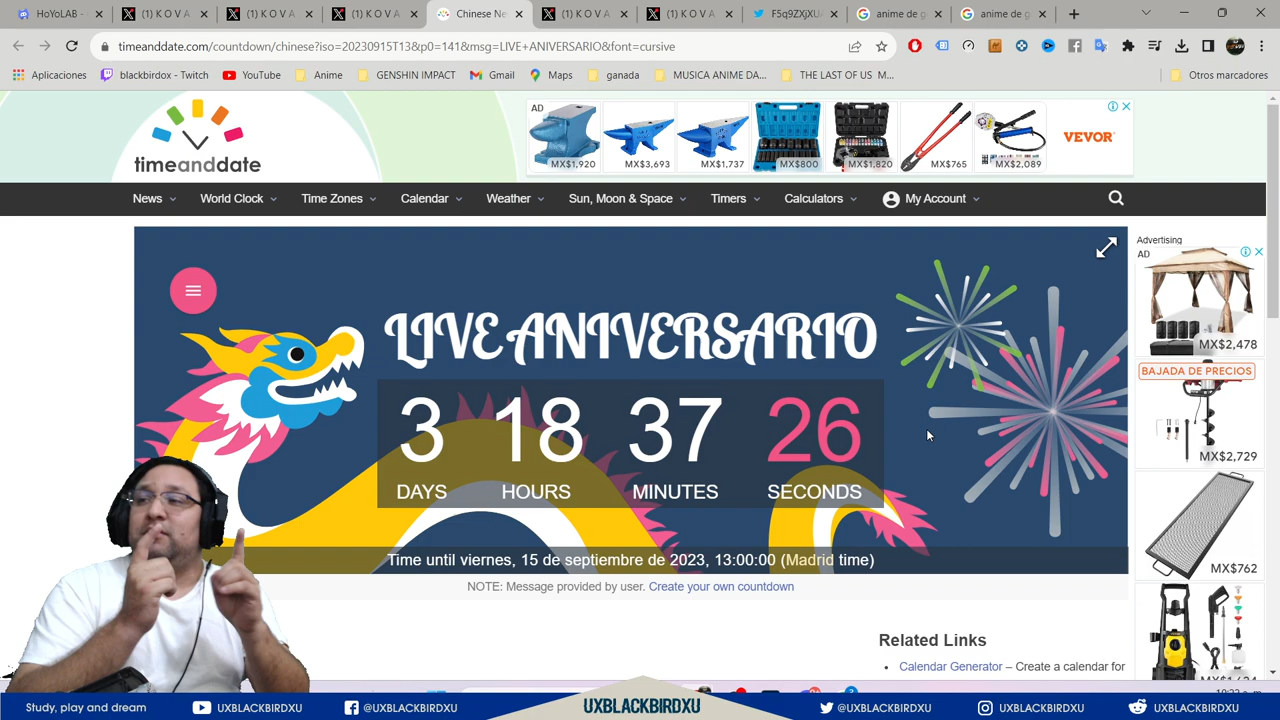 HoYoLAB -
(1) K O V A
(1) K O V A
(1) K O V A
Chinese Ne
(1) K O V A
(1) K O V A
F5q9ZXjXU
anime de g
anime de g
timeanddate.com/countdown/chinese?iso=20230915T13&p0=141&msg=LIVE+ANIVERSARIO&font=cursive
Aplicaciones
blackbirdox - Twitch
YouTube
Anime
GENSHIN IMPACT
Gmail
Maps
ganada
MUSICA ANIME DA...
THE LAST OF US M...
Otros marcadores
timeanddate
AD
MX$1,920
MX$3,693
MX$1,737
MX$800
MX$1,820
MX$765
MX$2,089
VEVOR
News
World Clock
Time Zones
Calendar
Weather
Sun, Moon & Space
Timers
Calculators
My Account
LIVE ANIVERSARIO
3 18 37 26
DAYS HOURS MINUTES SECONDS
Time until viernes, 15 de septiembre de 2023, 13:00:00 (Madrid time)
NOTE: Message provided by user. Create your own countdown
Advertising
AD
MX$2,478
BAJADA DE PRECIOS
MX$2,729
MX$762
Related Links
Calendar Generator – Create a calendar for
Study, play and dream
UXBLACKBIRDXU
@UXBLACKBIRDXU
UXBLACKBIRDXU
@UXBLACKBIRDXU
UXBLACKBIRDXU
UXBLACKBIRDXU